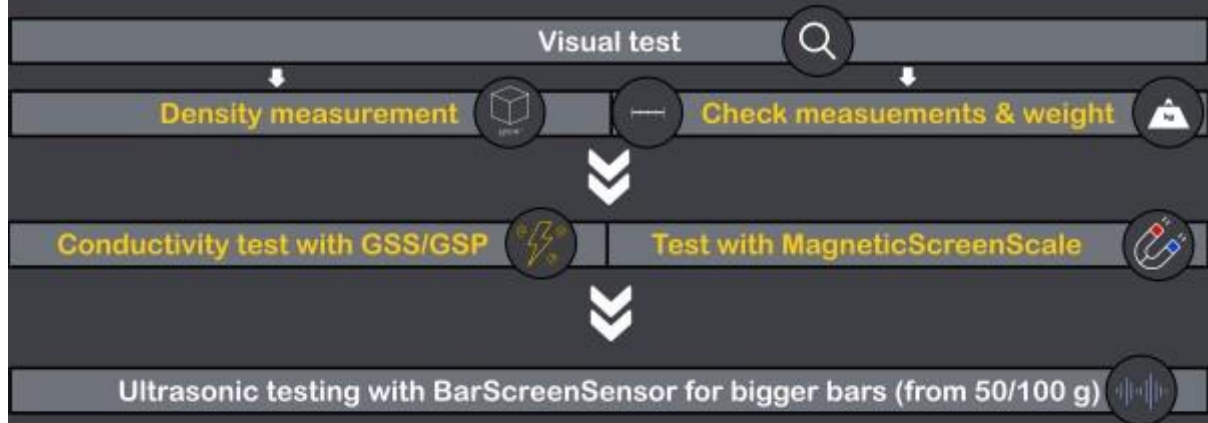 Visual test
Density measurement
Check measuements & weight
kg
Conductivity test with GSS/GSP
Test with MagneticScreenScale
Ultrasonic testing with BarScreenSensor for bigger bars (from 50/100 g)